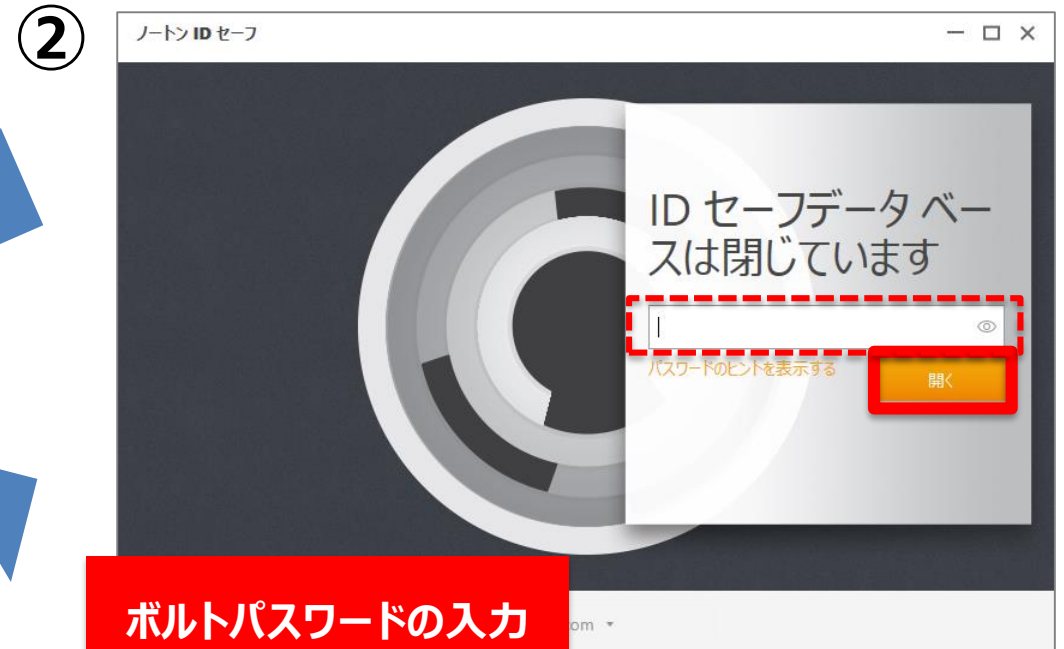 ②
ノートン ID セーフ
ID セーフデータ ベー
スは閉じています
パスワードのヒントを表示する
開く
ボルトパスワードの入力
om